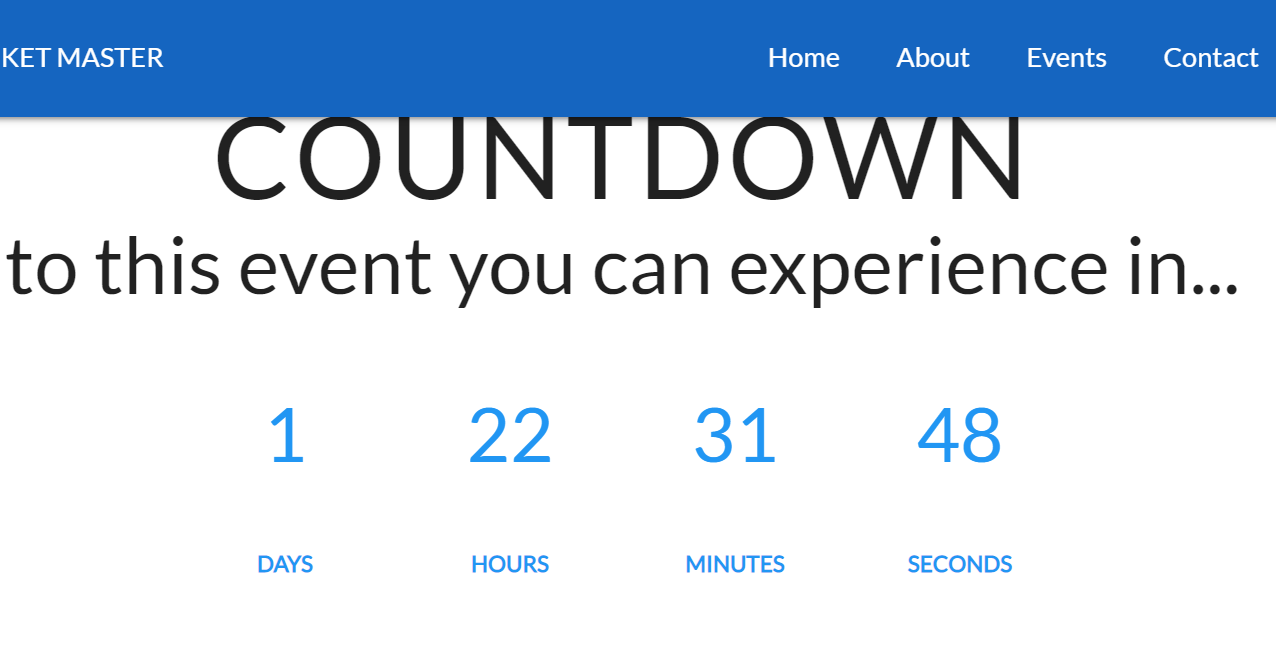 KET MASTER Home About Events Contact
COUNTDOWN
to this event you can experience in...
1 22 31 48
DAYS HOURS MINUTES SECONDS